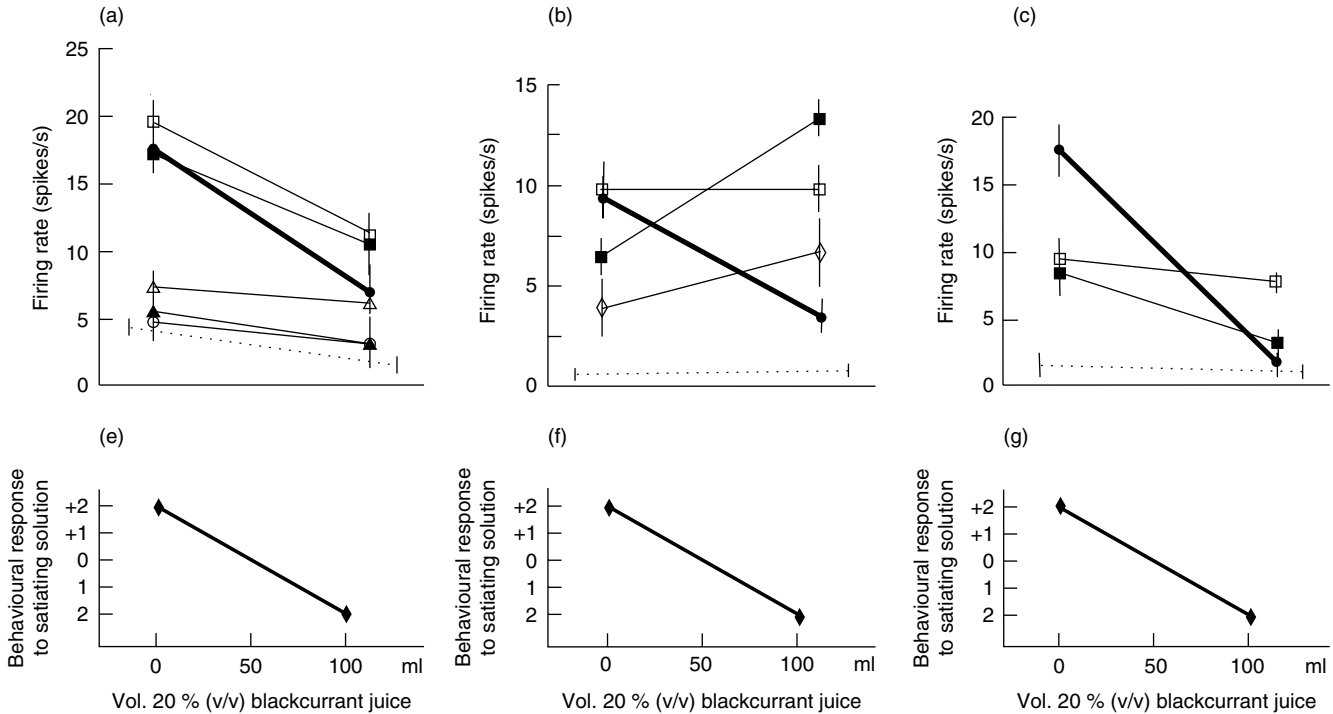 (a)
25
20
15
10
5
0
Firing rate (spikes/s)
(b)
15
10
5
0
Firing rate (spikes/s)
(c)
20
15
10
5
0
Firing rate (spikes/s)
(e)
+2
+1
0
1
2
Behavioural response
to satiating solution
0 50 100 ml
Vol. 20 % (v/v) blackcurrant juice
(f)
+2
+1
0
1
2
Behavioural response
to satiating solution
0 50 100 ml
Vol. 20 % (v/v) blackcurrant juice
(g)
+2
+1
0
1
2
Behavioural response
to satiating solution
0 50 100 ml
Vol. 20 % (v/v) blackcurrant juice